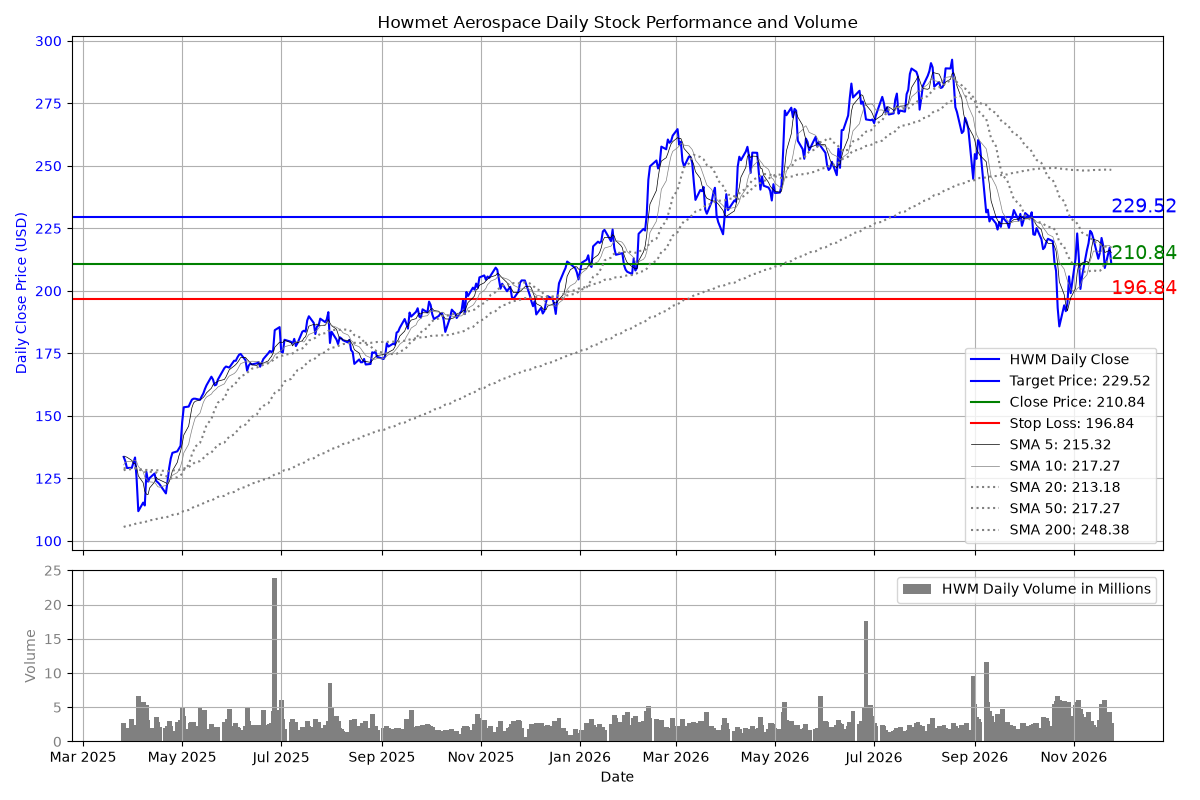 Howmet Aerospace Daily Stock Performance and Volume
300
275
250
225
200
175
150
125
100
Daily Close Price (USD)
229.52
210.84
196.84
HWM Daily Close
Target Price: 229.52
Close Price: 210.84
Stop Loss: 196.84
SMA 5: 215.32
SMA 10: 217.27
SMA 20: 213.18
SMA 50: 217.27
SMA 200: 248.38
25
20
15
10
5
0
Volume
HWM Daily Volume in Millions
Mar 2025 May 2025 Jul 2025 Sep 2025 Nov 2025 Jan 2026 Mar 2026 May 2026 Jul 2026 Sep 2026 Nov 2026
Date